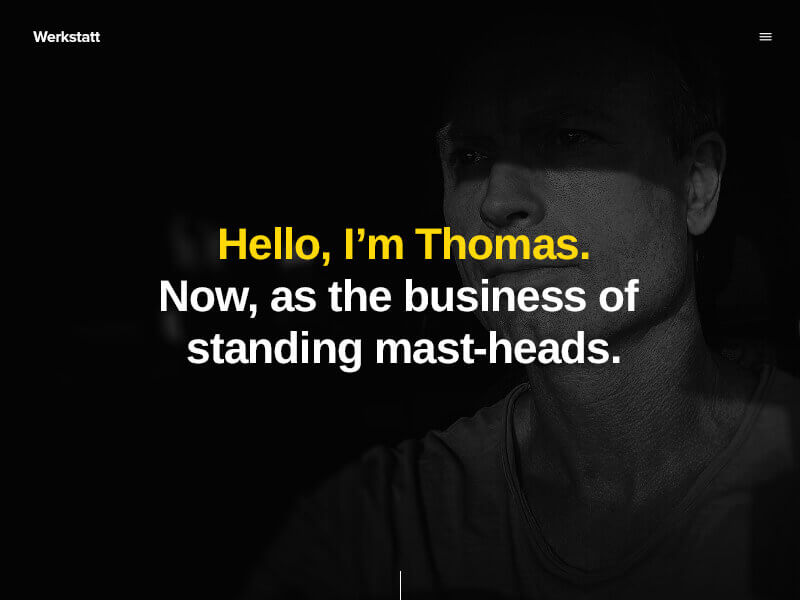 Werkstatt
Hello, I’m Thomas.
Now, as the business of
standing mast-heads.